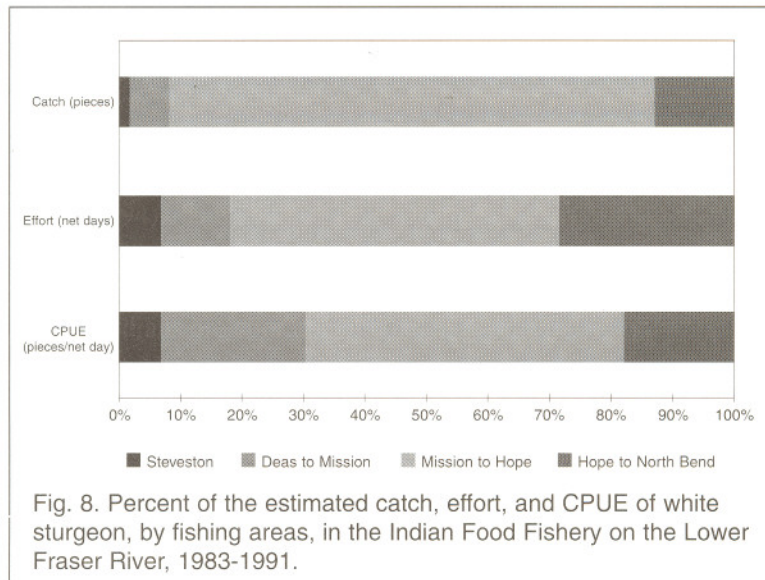 Catch (pieces)
Effort (net days)
CPUE
(pieces/net day)
0% 10% 20% 30% 40% 50% 60% 70% 80% 90% 100%
Steveston Deas to Mission Mission to Hope Hope to North Bend
Fig. 8. Percent of the estimated catch, effort, and CPUE of white
sturgeon, by fishing areas, in the Indian Food Fishery on the Lower
Fraser River, 1983-1991.